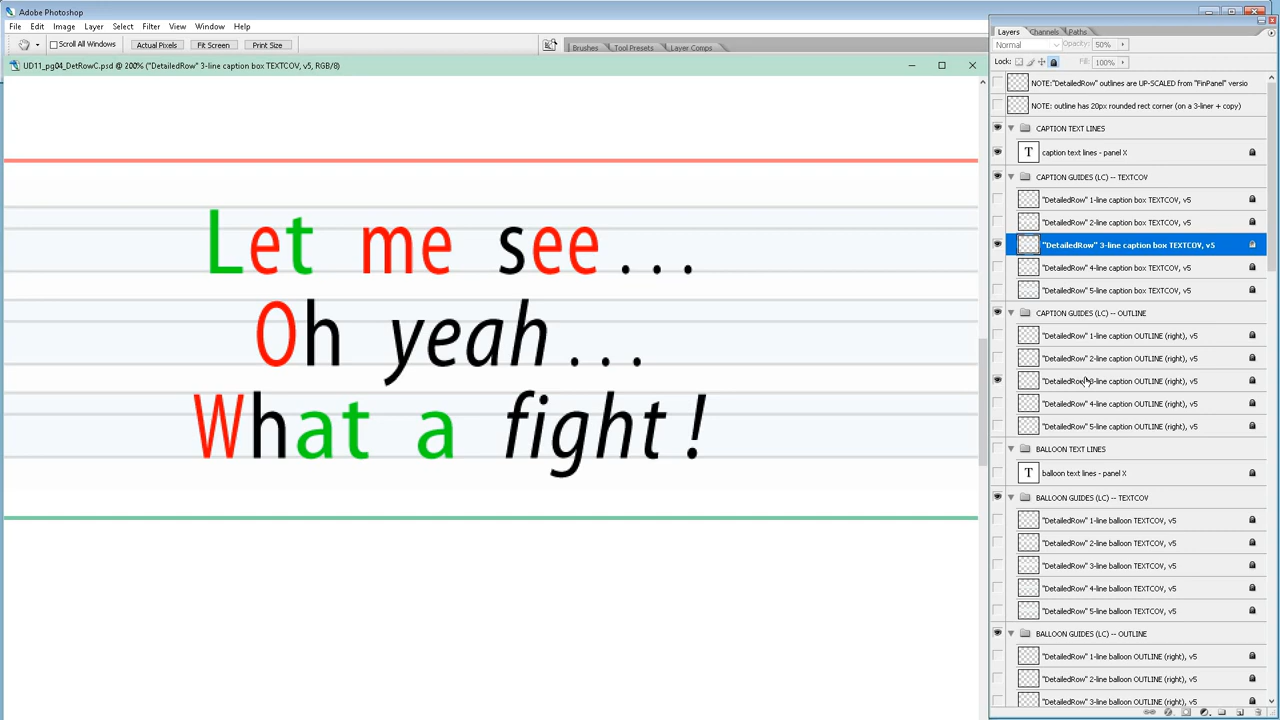 Adobe Photoshop
File Edit Image Layer Select Filter View Window Help
Scroll All Windows Actual Pixels Fit Screen Print Size
Brushes Tool Presets Layer Comps
UD11_pg04_DetRowC.psd @ 200% ("DetailedRow" 3-line caption box TEXTCOV, v5, RGB/8)
Let me see . . .
Oh yeah . . .
What a fight !
Layers Channels Paths
Normal Opacity: 50%
Lock: Fill: 100%
NOTE:"DetailedRow" outlines are UP-SCALED from "FinPanel" versio
NOTE: outline has 20px rounded rect corner (on a 3-liner + copy)
CAPTION TEXT LINES
T caption text lines - panel X
CAPTION GUIDES (LC) -- TEXTCOV
"DetailedRow" 1-line caption box TEXTCOV, v5
"DetailedRow" 2-line caption box TEXTCOV, v5
"DetailedRow" 3-line caption box TEXTCOV, v5
"DetailedRow" 4-line caption box TEXTCOV, v5
"DetailedRow" 5-line caption box TEXTCOV, v5
CAPTION GUIDES (LC) -- OUTLINE
"DetailedRow" 1-line caption OUTLINE (right), v5
"DetailedRow" 2-line caption OUTLINE (right), v5
"DetailedRow" 3-line caption OUTLINE (right), v5
"DetailedRow" 4-line caption OUTLINE (right), v5
"DetailedRow" 5-line caption OUTLINE (right), v5
BALLOON TEXT LINES
T balloon text lines - panel X
BALLOON GUIDES (LC) -- TEXTCOV
"DetailedRow" 1-line balloon TEXTCOV, v5
"DetailedRow" 2-line balloon TEXTCOV, v5
"DetailedRow" 3-line balloon TEXTCOV, v5
"DetailedRow" 4-line balloon TEXTCOV, v5
"DetailedRow" 5-line balloon TEXTCOV, v5
BALLOON GUIDES (LC) -- OUTLINE
"DetailedRow" 1-line balloon OUTLINE (right), v5
"DetailedRow" 2-line balloon OUTLINE (right), v5
"DetailedRow" 3-line balloon OUTLINE (right), v5